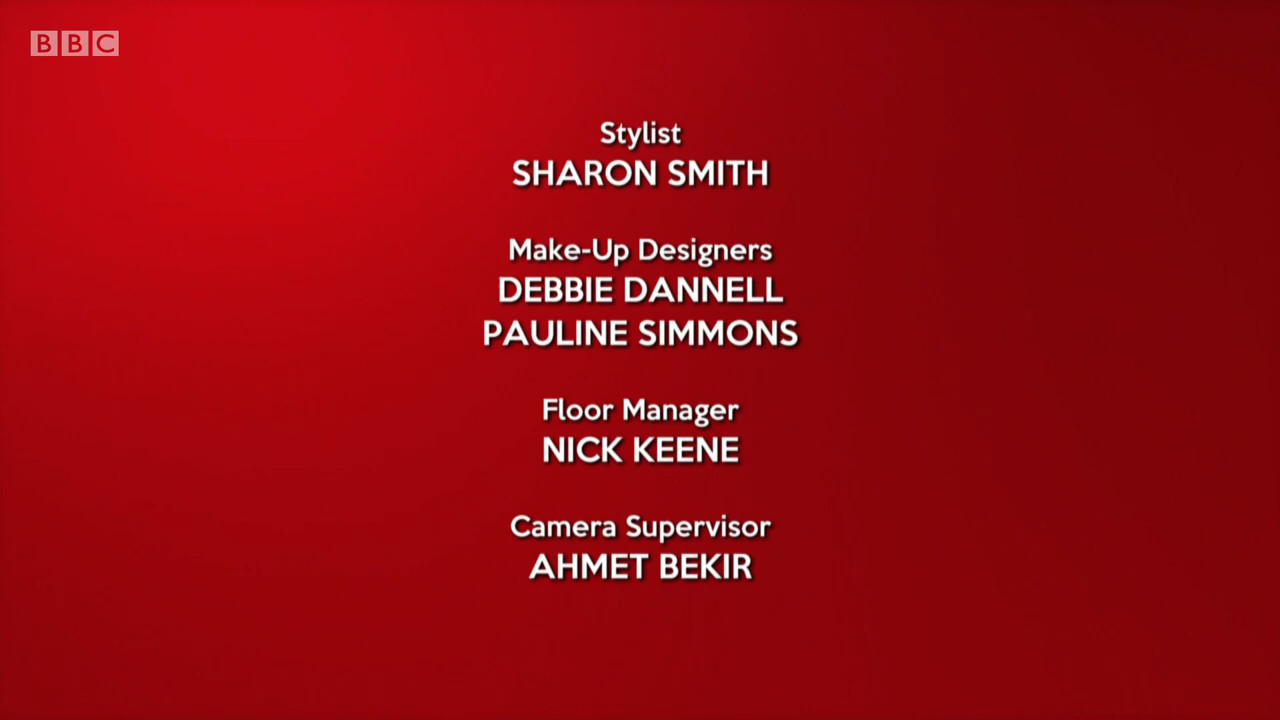 BBC
Stylist
SHARON SMITH
Make-Up Designers
DEBBIE DANNELL
PAULINE SIMMONS
Floor Manager
NICK KEENE
Camera Supervisor
AHMET BEKIR